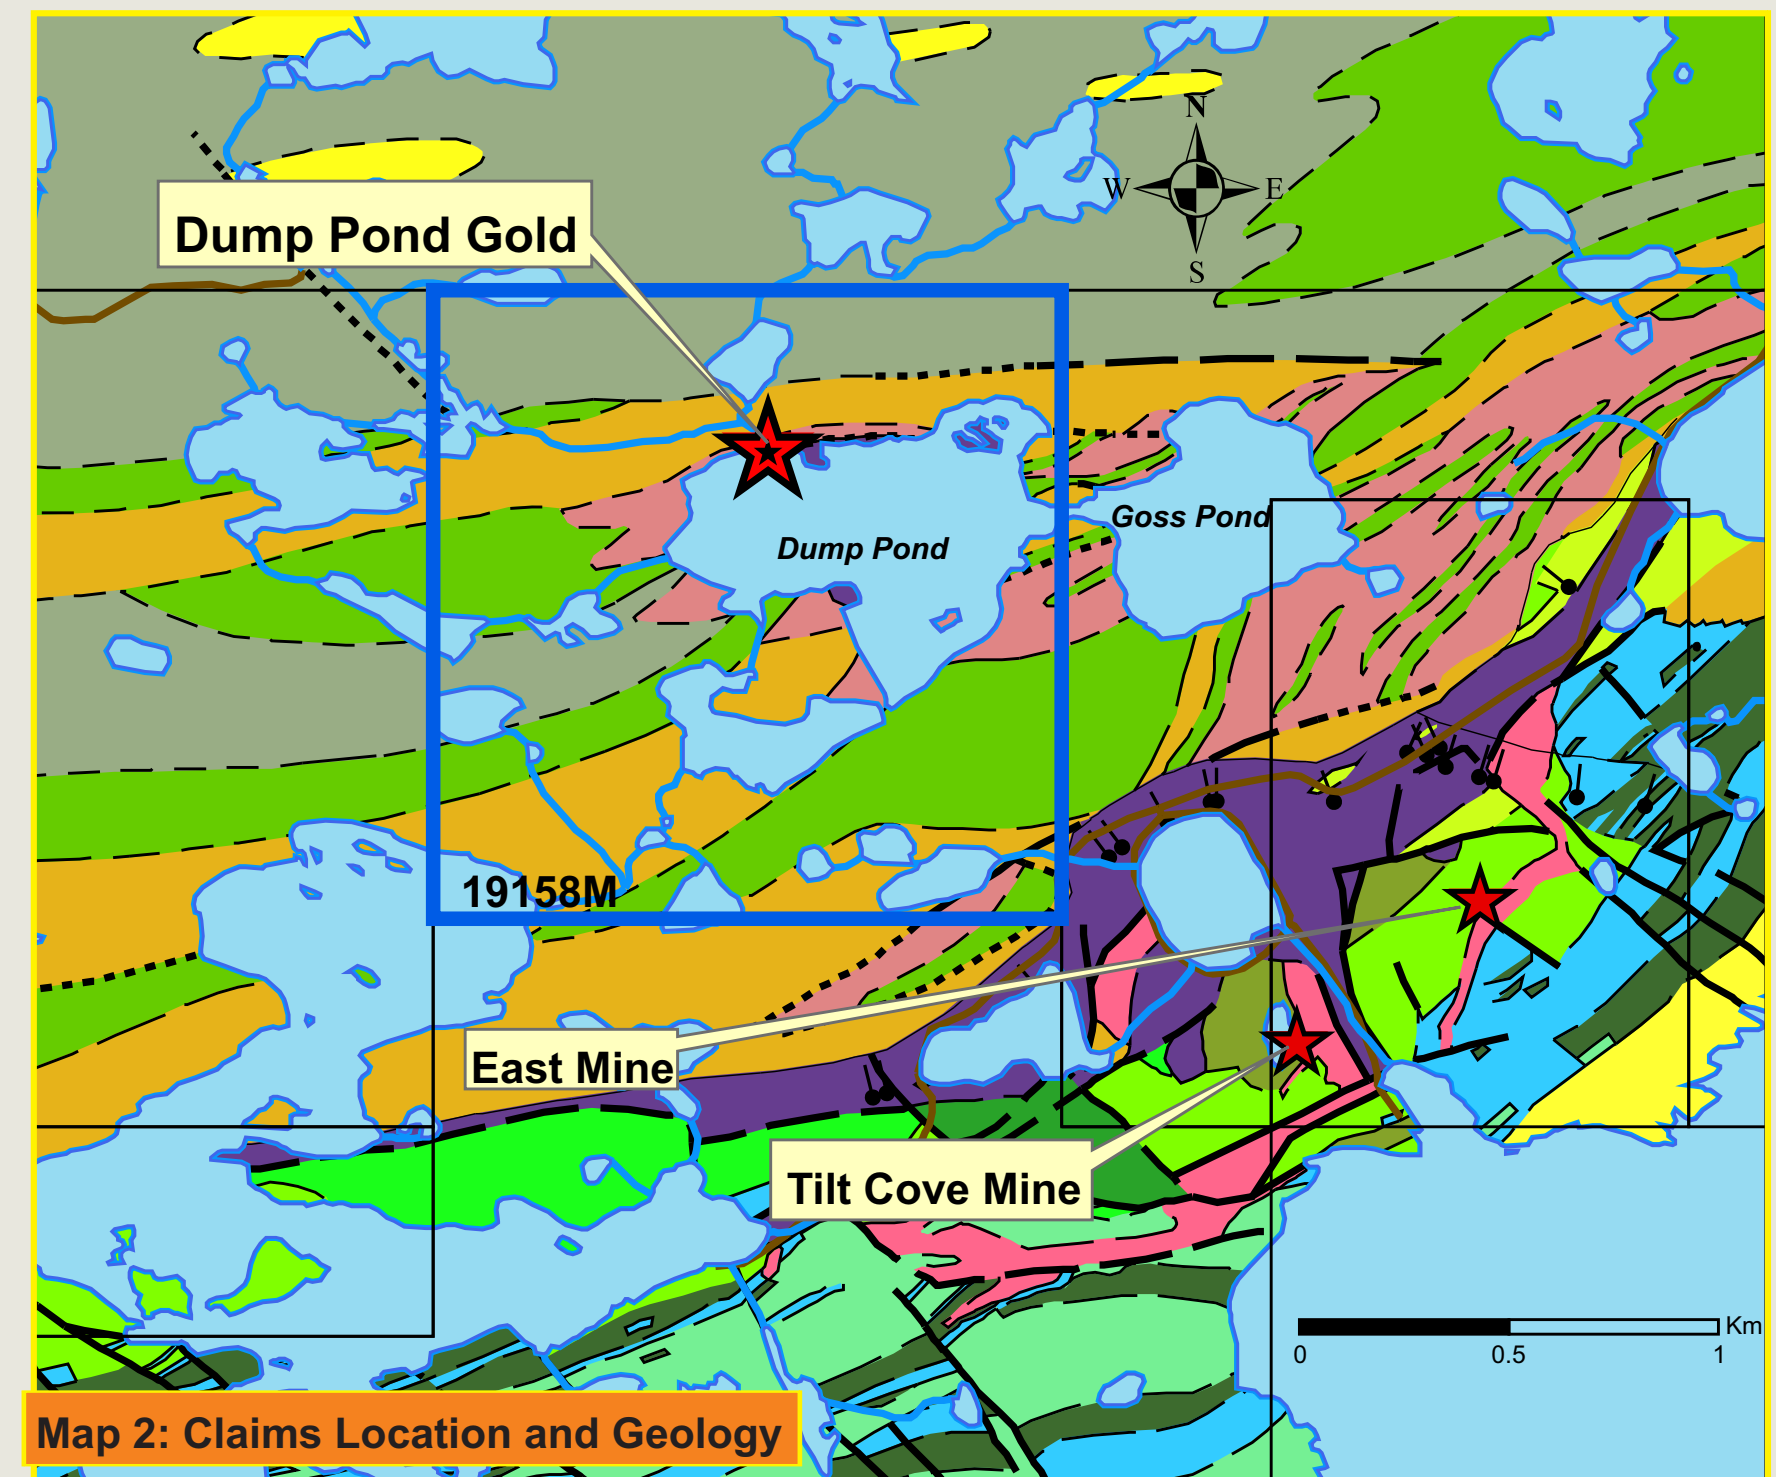 N
W E
S
Dump Pond Gold
Goss Pond
Dump Pond
19158M
East Mine
Tilt Cove Mine
Km
0 0.5 1
Map 2: Claims Location and Geology